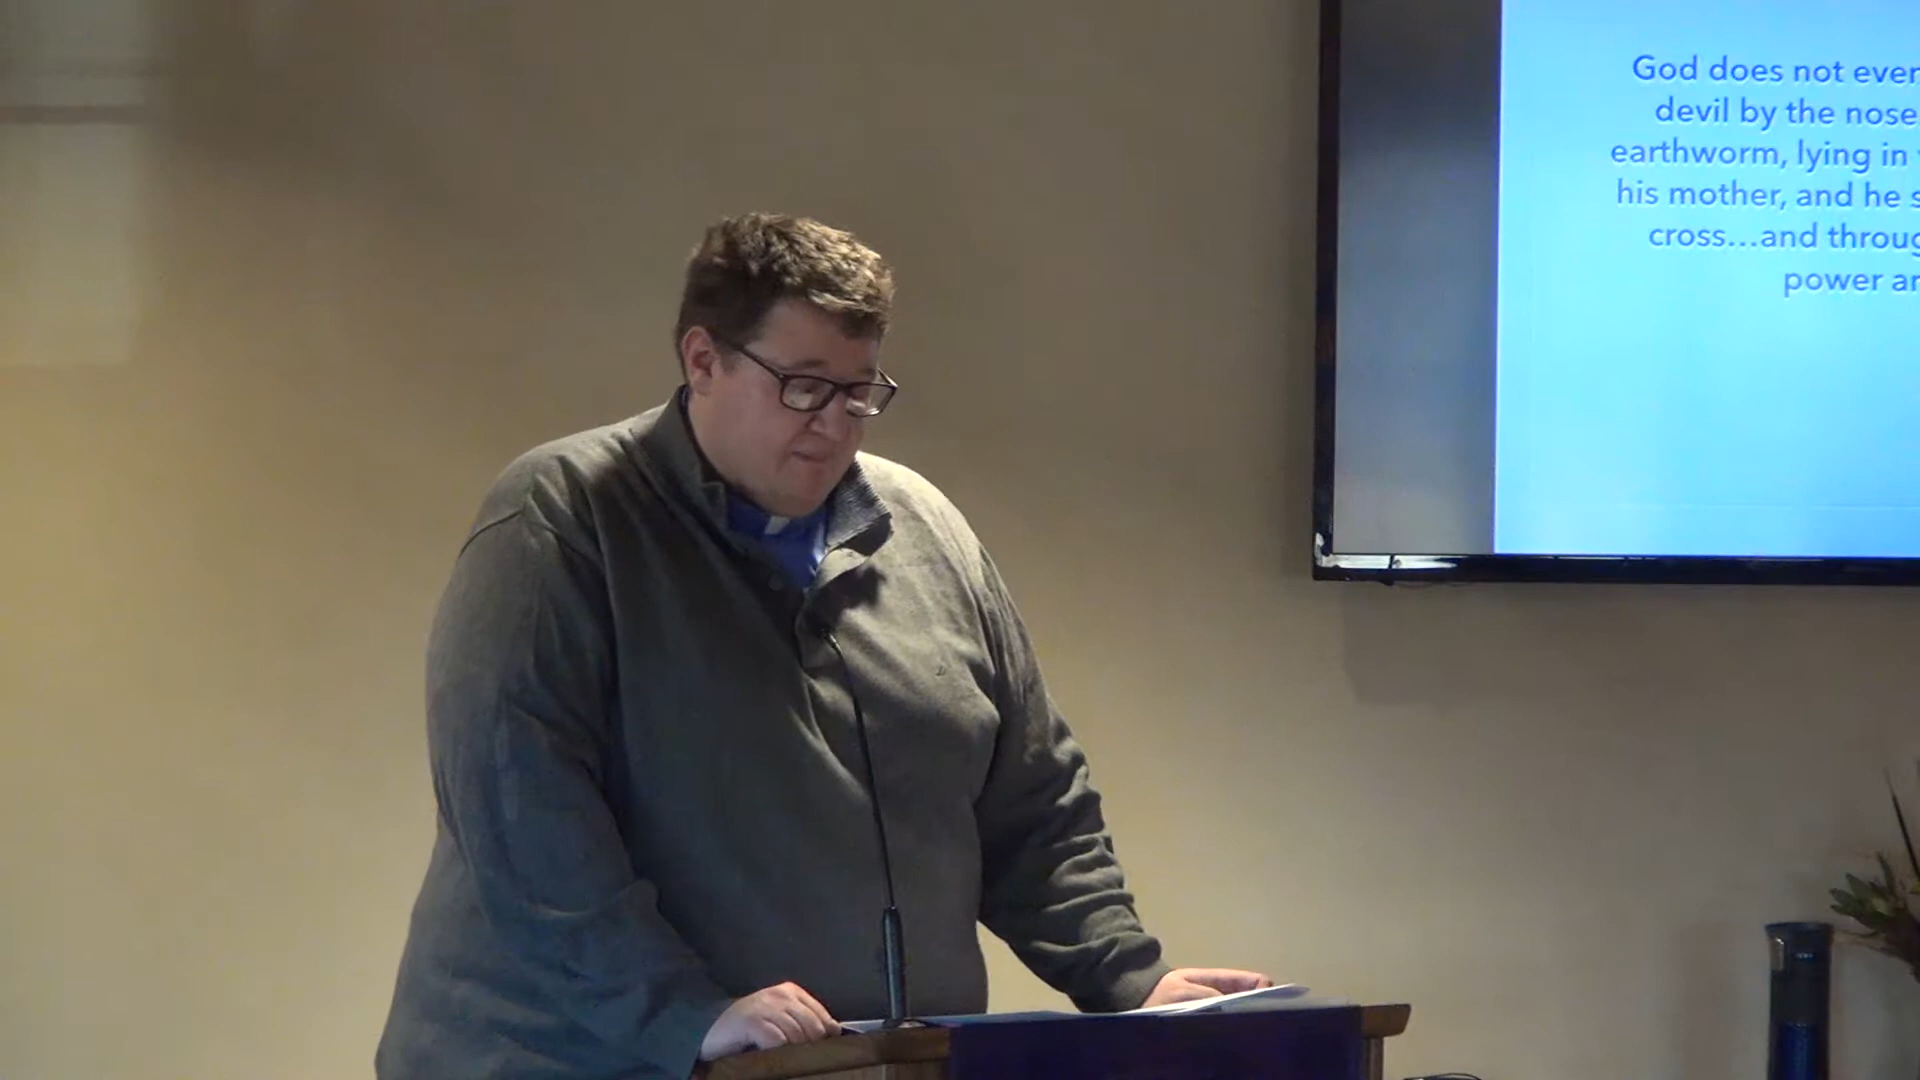 God does not ever
devil by the nose
earthworm, lying in
his mother, and he s
cross...and throug
power ar